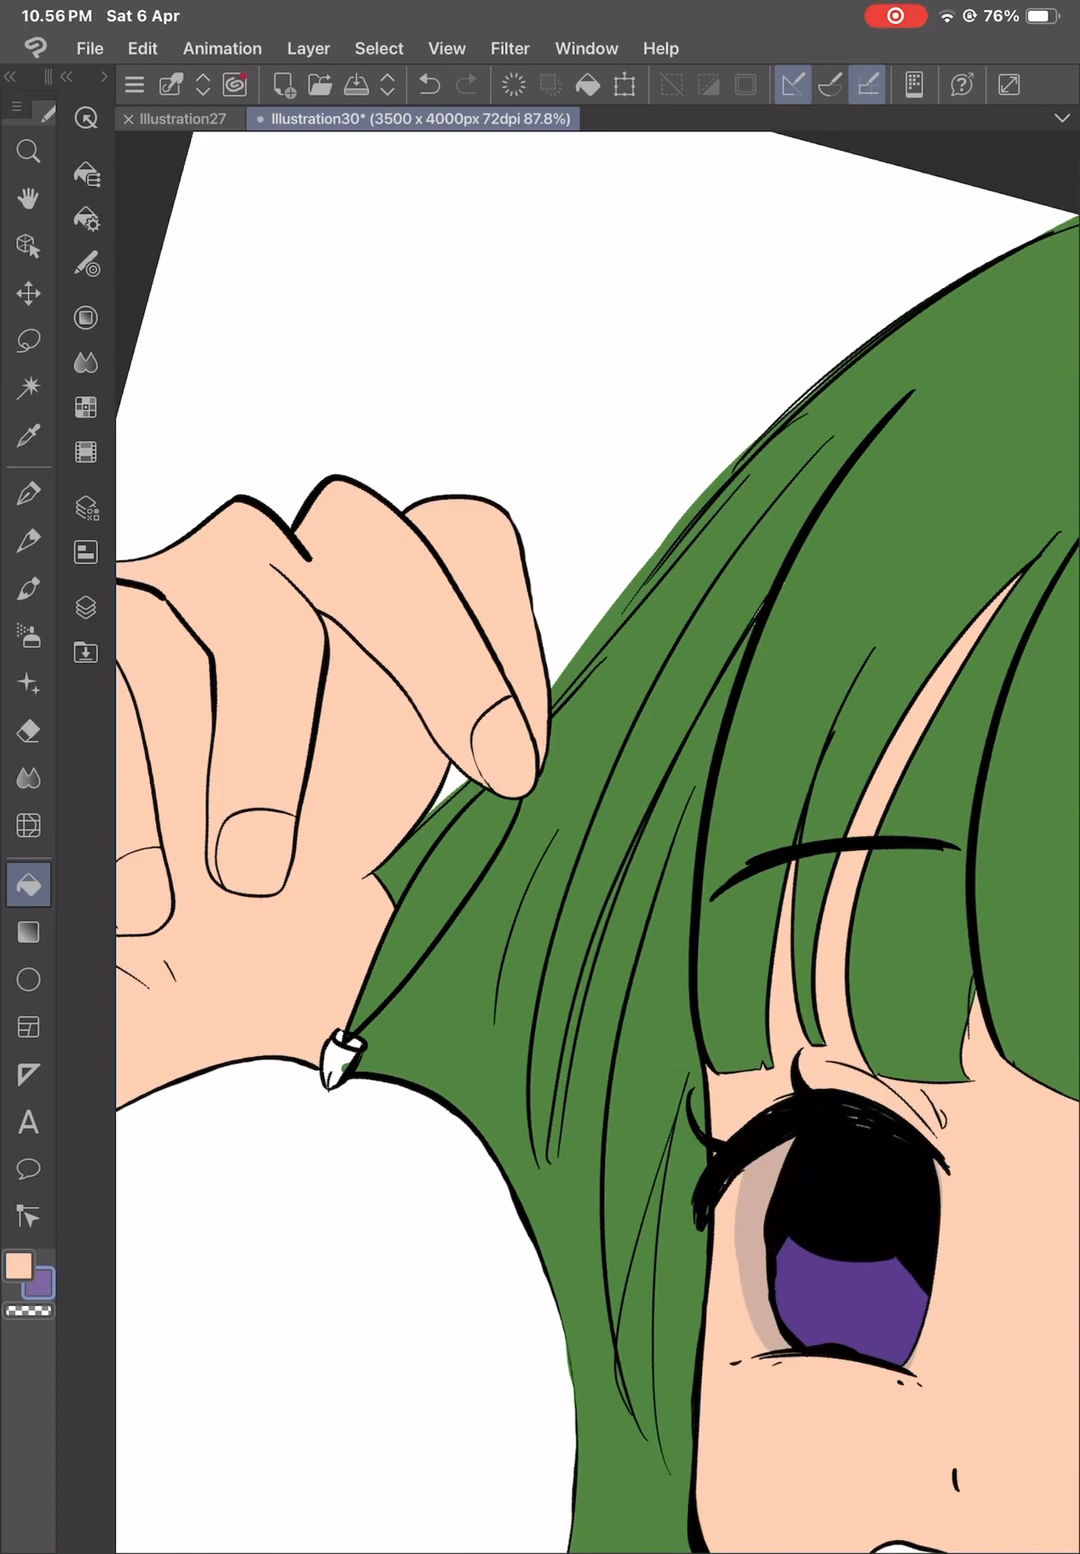 10.56 PM Sat 6 Apr 76%
File Edit Animation Layer Select View Filter Window Help
Illustration27 Illustration30* (3500 x 4000px 72dpi 87.8%)
A